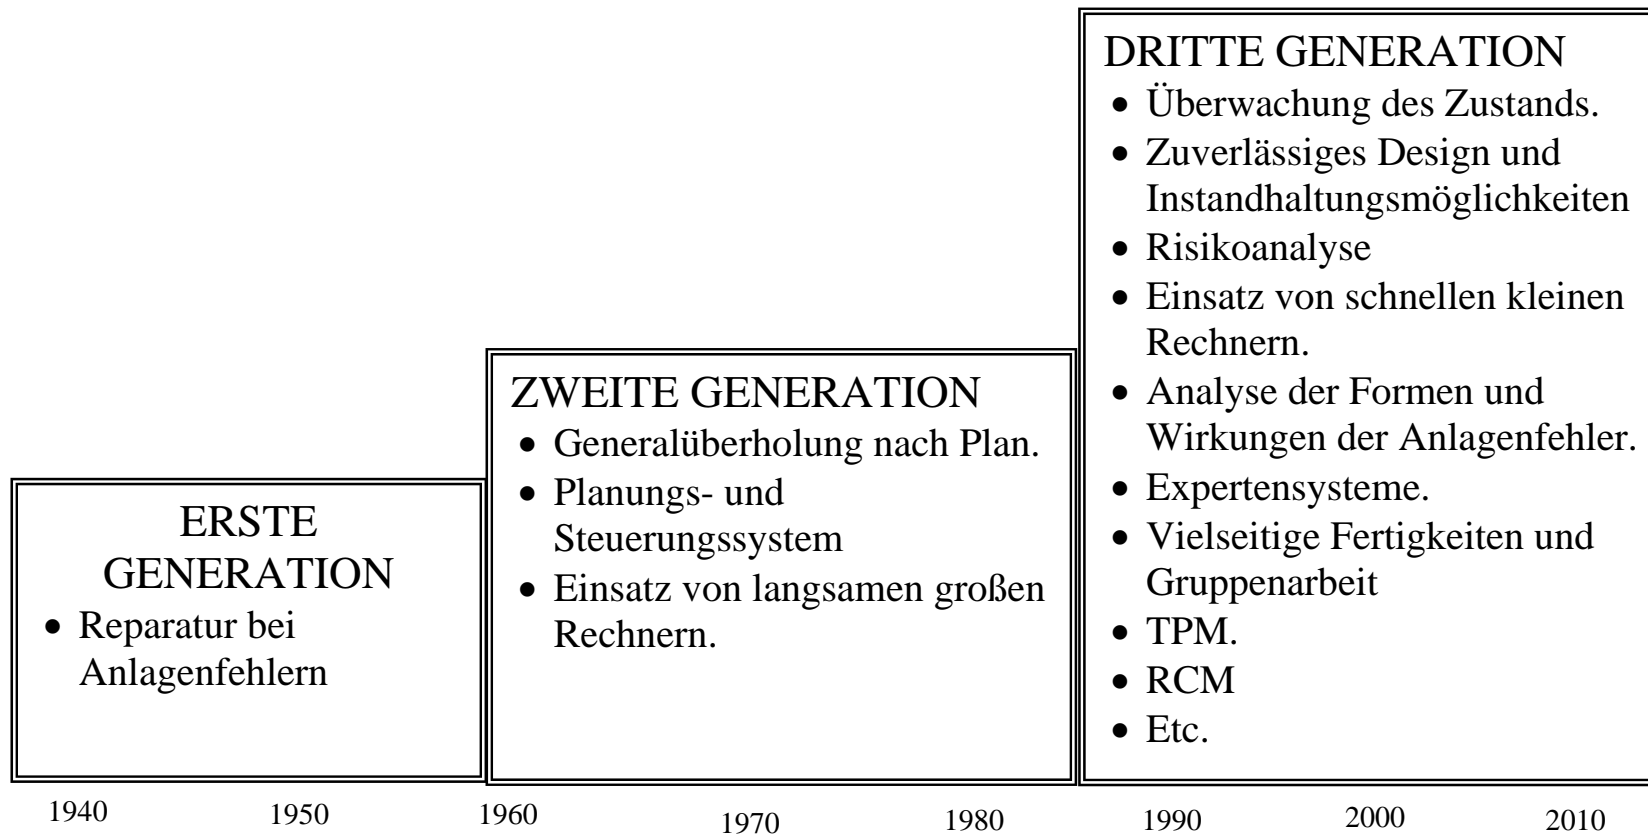 ERSTE
GENERATION
• Reparatur bei
Anlagenfehlern
ZWEITE GENERATION
• Generalüberholung nach Plan.
• Planungs- und
Steuerungssystem
• Einsatz von langsamen großen
Rechnern.
DRITTE GENERATION
• Überwachung des Zustands.
• Zuverlässiges Design und
Instandhaltungsmöglichkeiten
• Risikoanalyse
• Einsatz von schnellen kleinen
Rechnern.
• Analyse der Formen und
Wirkungen der Anlagenfehler.
• Expertensysteme.
• Vielseitige Fertigkeiten und
Gruppenarbeit
• TPM.
• RCM
• Etc.
1940 1950 1960 1970 1980 1990 2000 2010